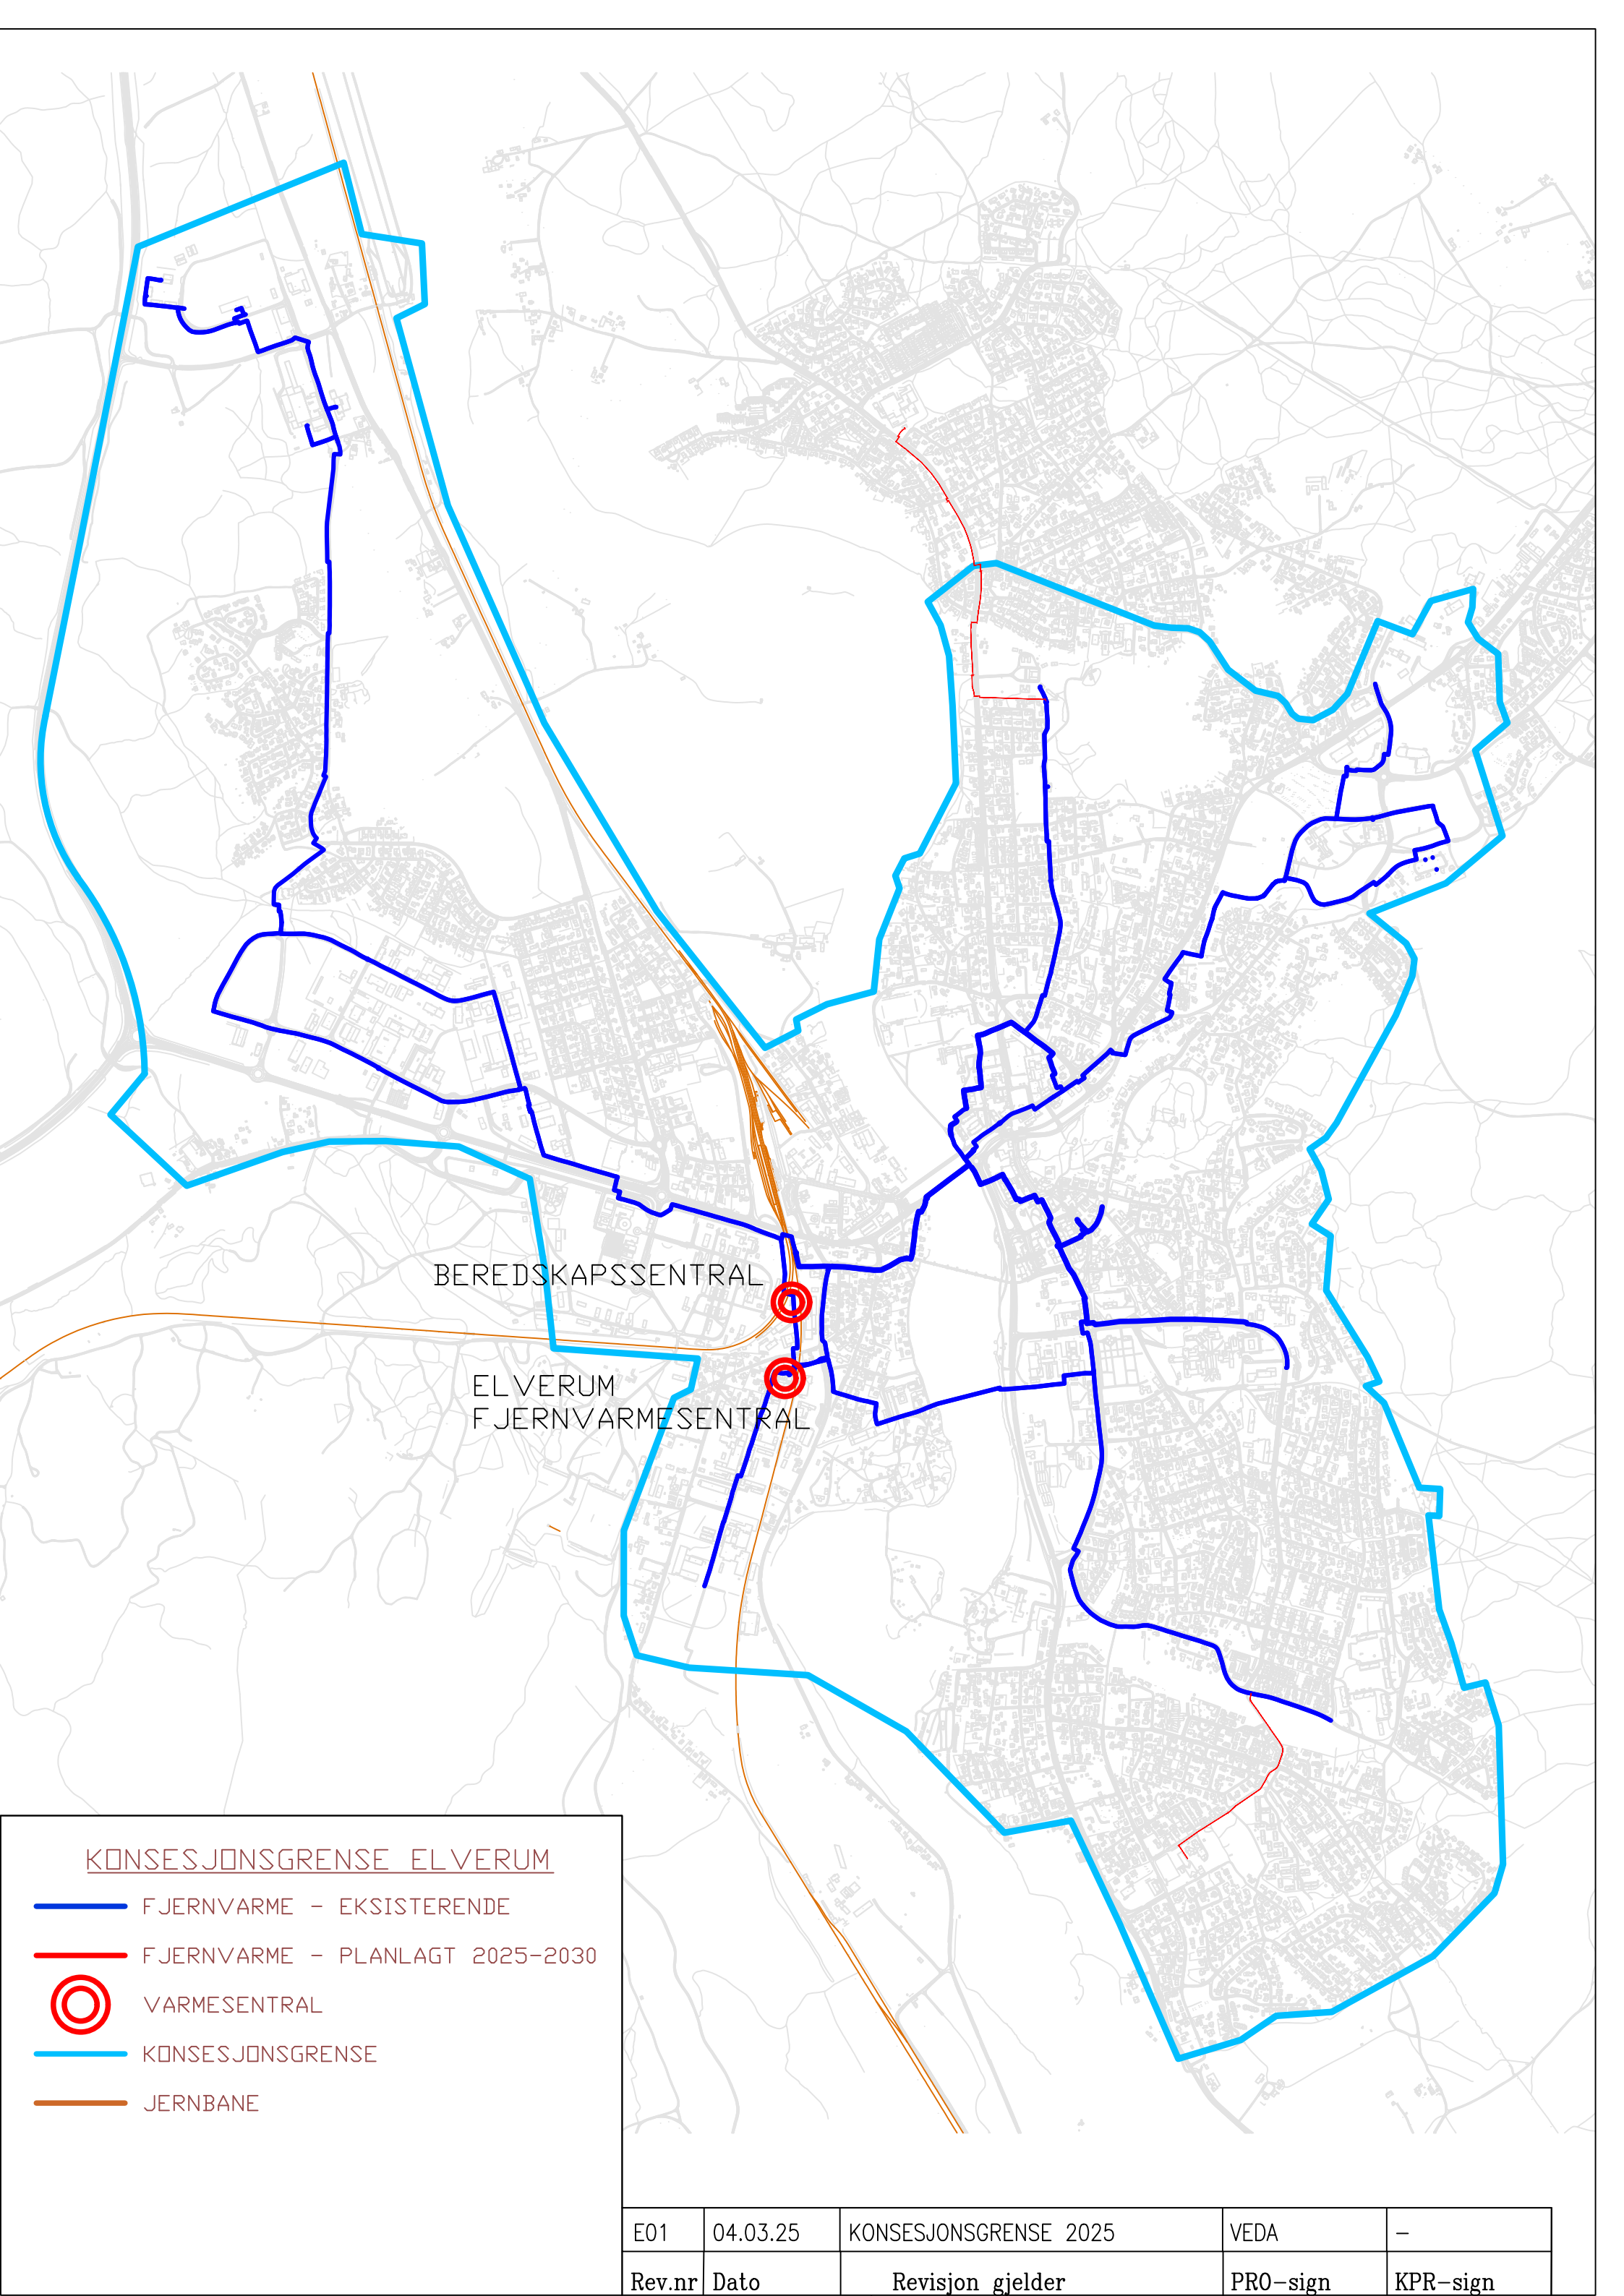 BEREDSKAPSSENTRAL
ELVERUM
FJERNVARMESENTRAL
KONSESJONSGRENSE ELVERUM
FJERNVARME - EKSISTERENDE
FJERNVARME - PLANLAGT 2025-2030
VARMESENTRAL
KONSESJONSGRENSE
JERNBANE
E01 04.03.25 KONSESJONSGRENSE 2025 VEDA -
Rev.nr Dato Revisjon gjelder PRO-sign KPR-sign